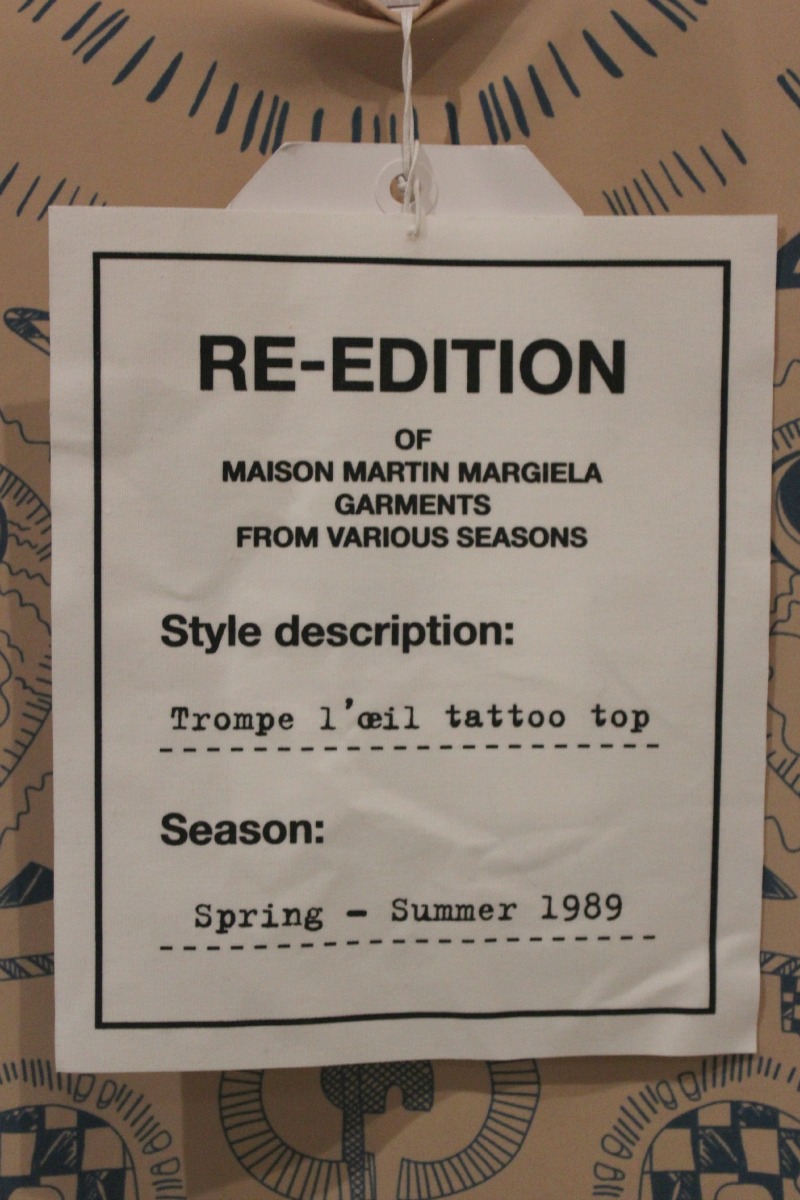 RE-EDITION
OF
MAISON MARTIN MARGIELA
GARMENTS
FROM VARIOUS SEASONS
Style description:
Trompe l'œil tattoo top
Season:
Spring - Summer 1989